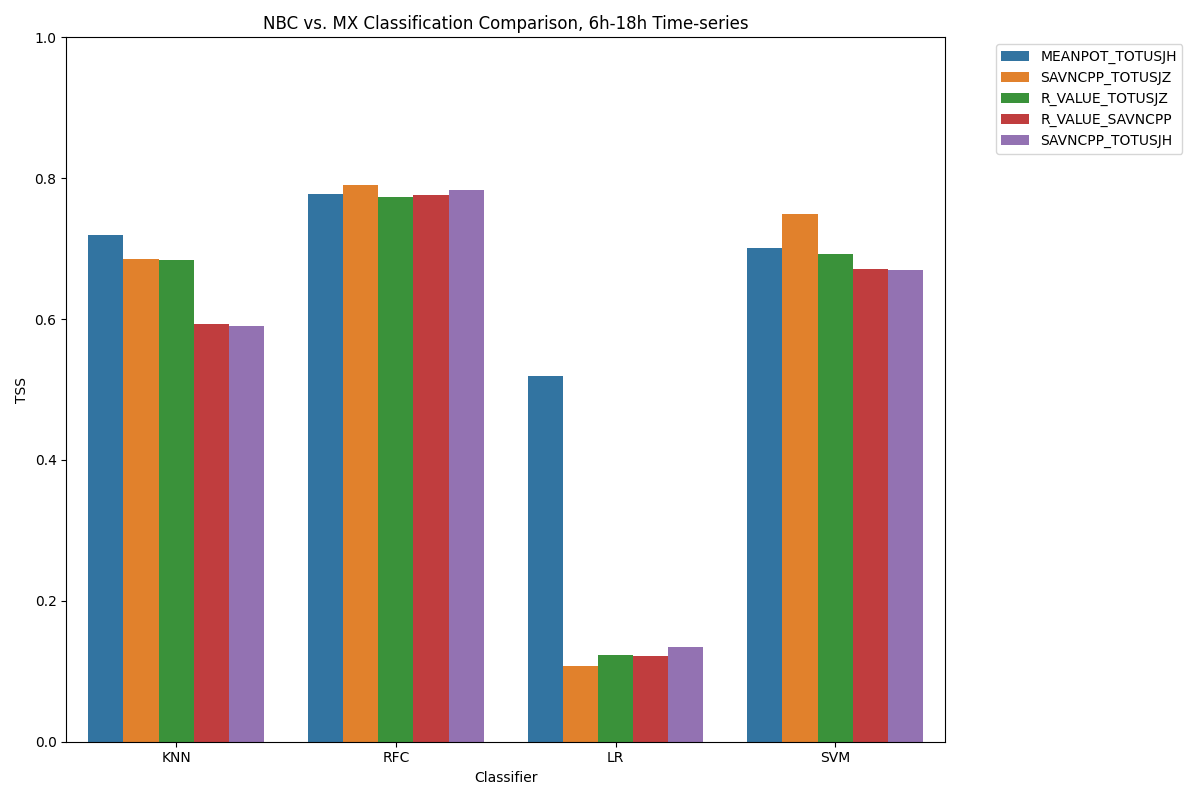 NBC vs. MX Classification Comparison, 6h-18h Time-series
MEANPOT_TOTUSJH
SAVNCPP_TOTUSJZ
R_VALUE_TOTUSJZ
R_VALUE_SAVNCPP
SAVNCPP_TOTUSJH
TSS
1.0
0.8
0.6
0.4
0.2
0.0
KNN RFC LR SVM
Classifier